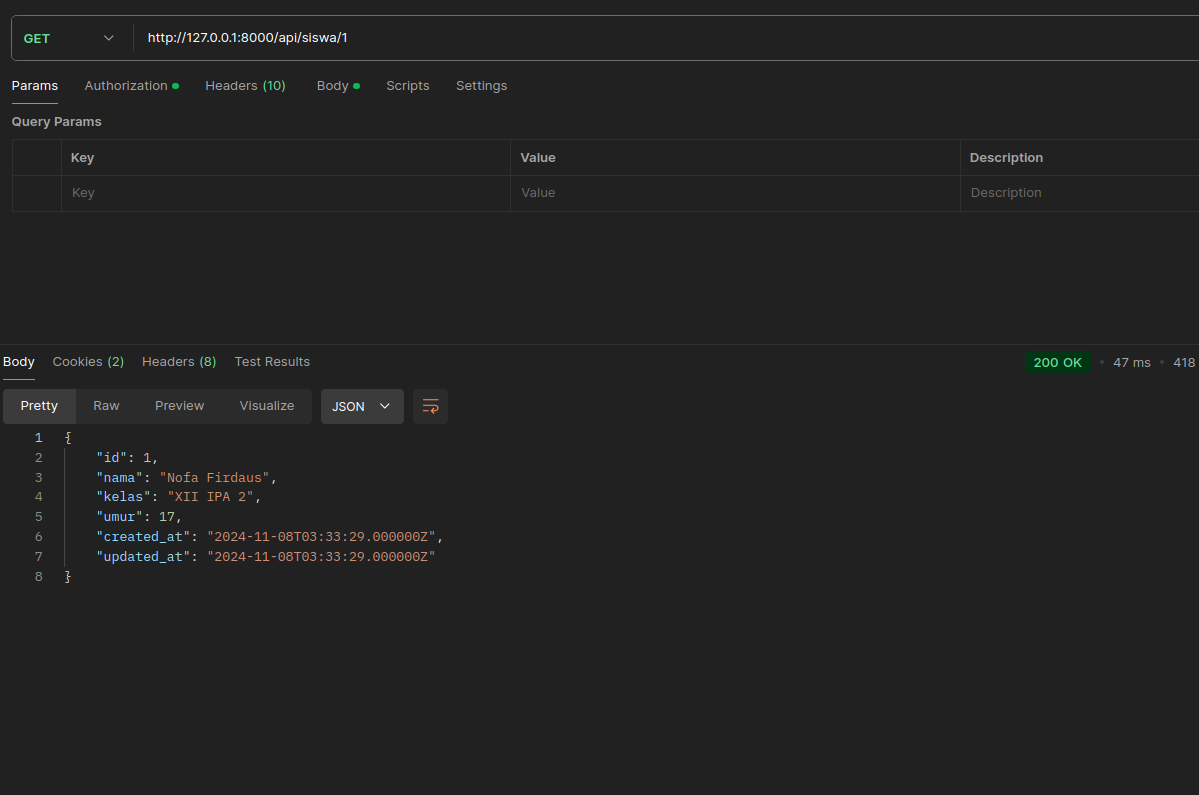 GET http://127.0.0.1:8000/api/siswa/1
Params Authorization Headers (10) Body Scripts Settings
Query Params
Key Value Description
Key Value Description
Body Cookies (2) Headers (8) Test Results 200 OK • 47 ms • 418
Pretty Raw Preview Visualize JSON
1 {
2 "id": 1,
3 "nama": "Nofa Firdaus",
4 "kelas": "XII IPA 2",
5 "umur": 17,
6 "created_at": "2024-11-08T03:33:29.000000Z",
7 "updated_at": "2024-11-08T03:33:29.000000Z"
8 }